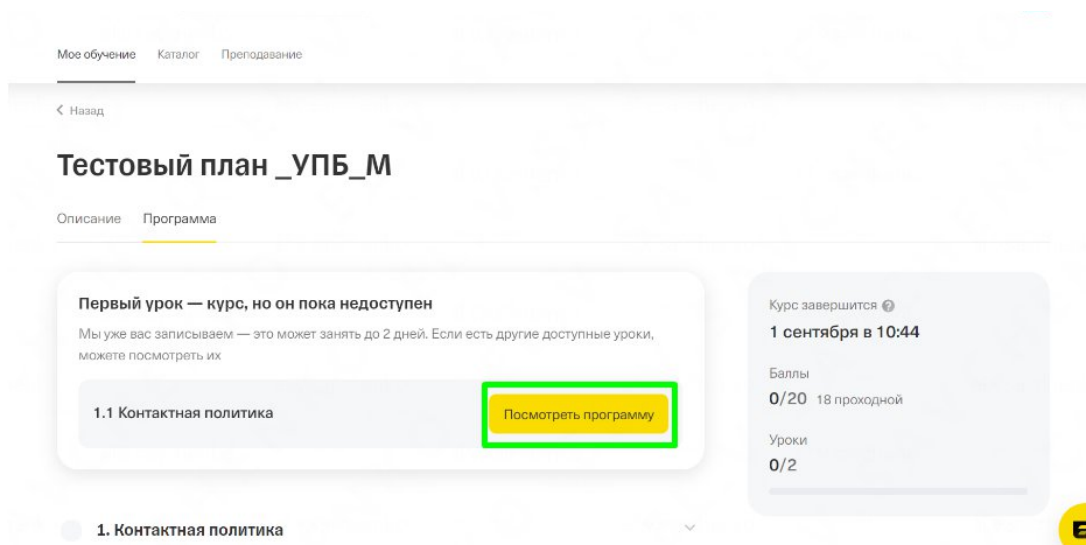 Мое обучение Каталог Преподавание
Назад
Тестовый план _УПБ_М
Описание Программа
Первый урок — курс, но он пока недоступен
Мы уже вас записываем — это может занять до 2 дней. Если есть другие доступные уроки,
можете посмотреть их
1.1 Контактная политика
Посмотреть программу
Курс завершится
1 сентября в 10:44
Баллы
0/20 18 проходной
Уроки
0/2
1. Контактная политика